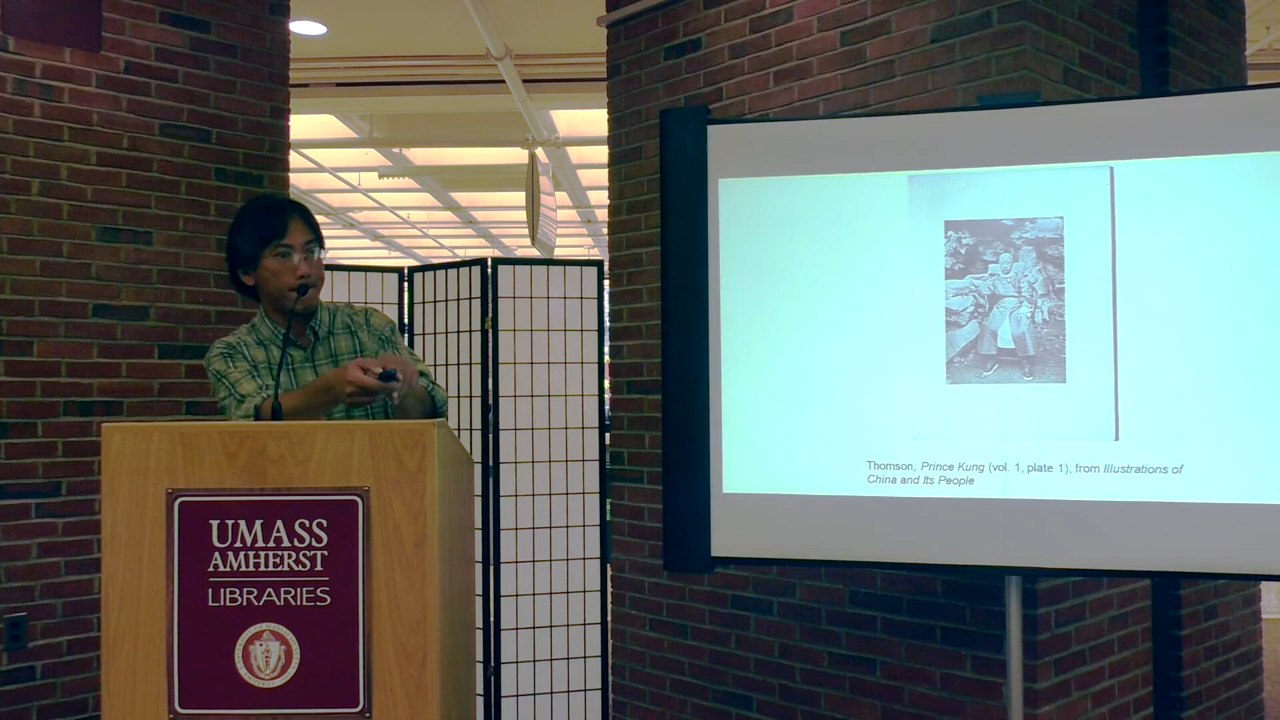 UMASS
AMHERST
LIBRARIES
Thomson, Prince Kung (vol. 1, plate 1), from Illustrations of
China and Its People